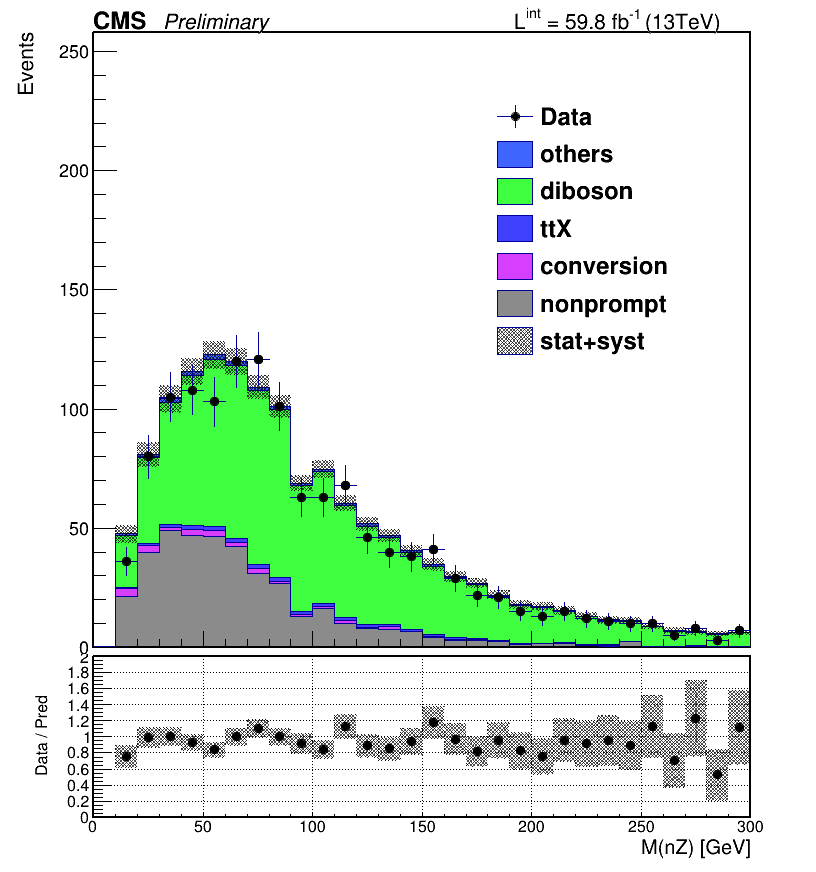 CMS Preliminary L^int = 59.8 fb^-1 (13TeV)
Events
250
200
150
100
50
0
Data
others
diboson
ttX
conversion
nonprompt
stat+syst
Data / Pred
2
1.8
1.6
1.4
1.2
1
0.8
0.6
0.4
0.2
0
0 50 100 150 200 250 300
M(nZ) [GeV]